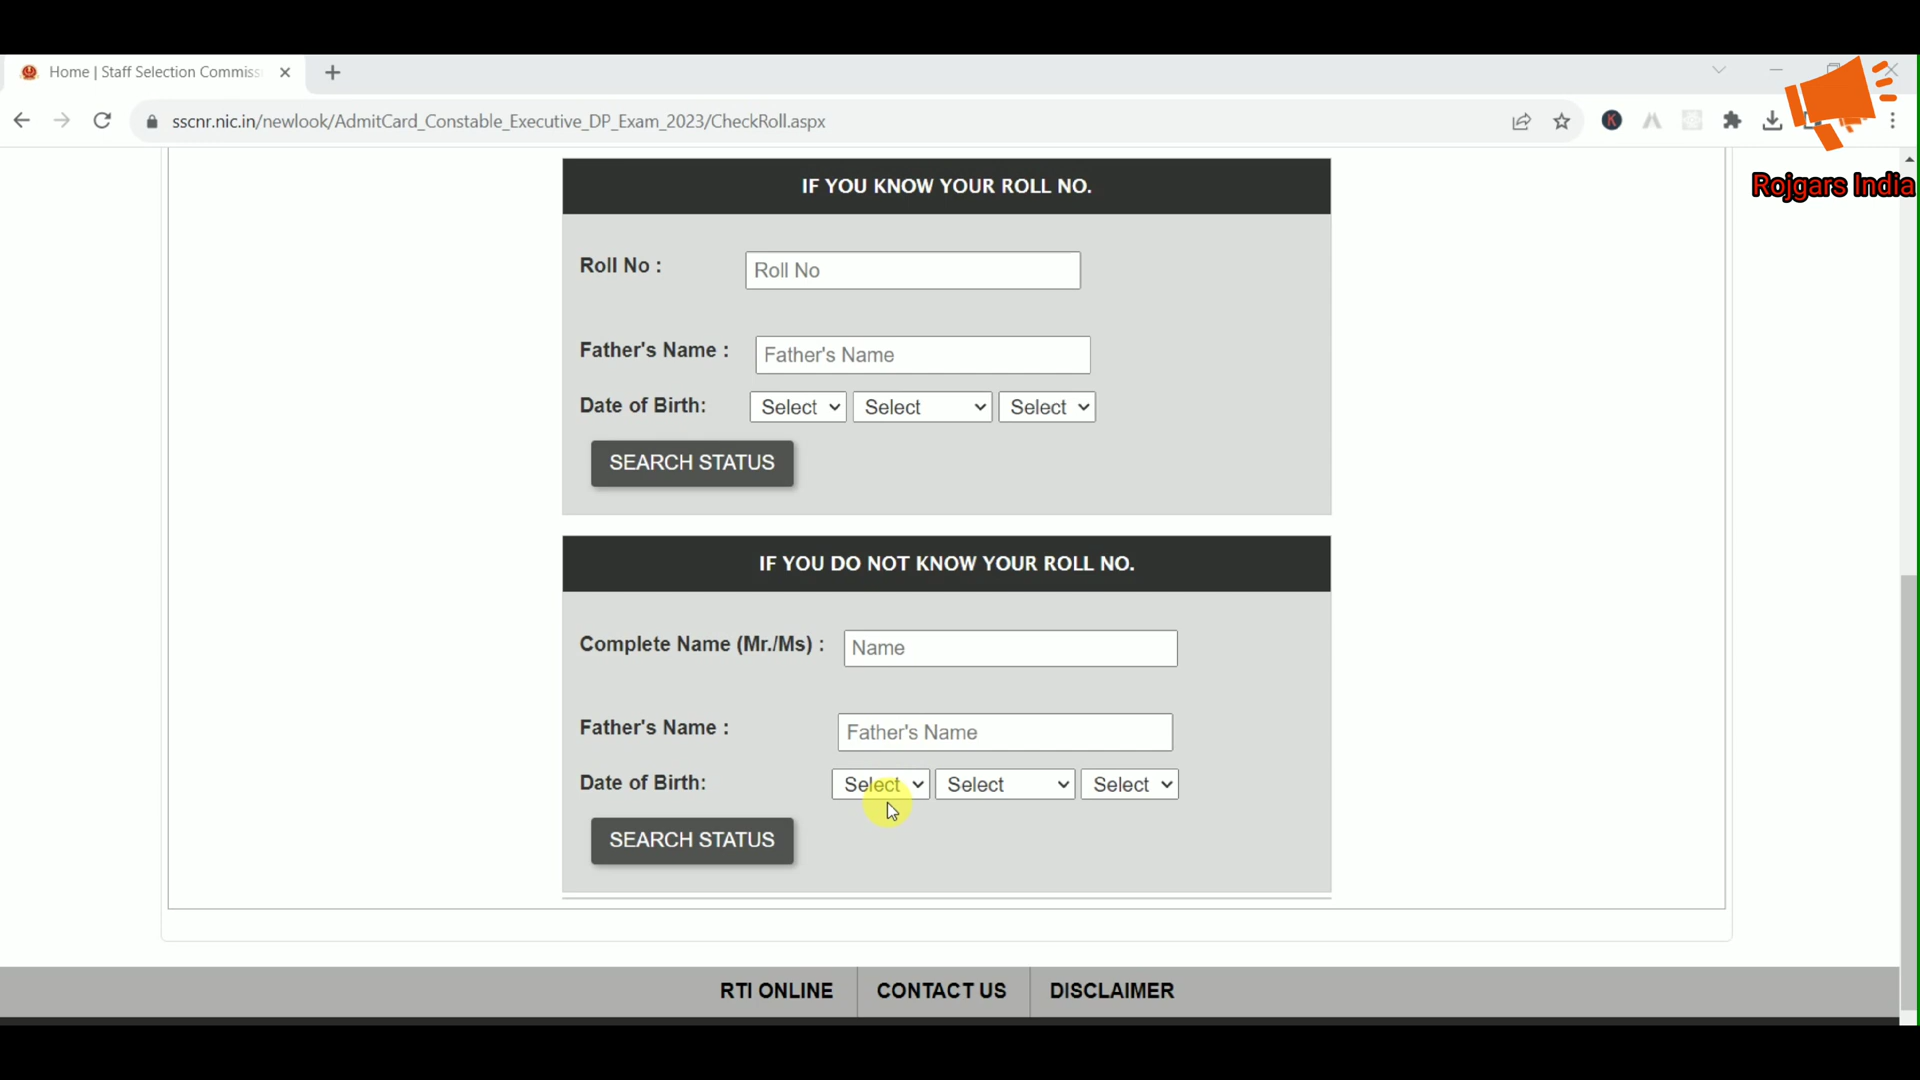 Home | Staff Selection Commiss
sscnr.nic.in/newlook/AdmitCard_Constable_Executive_DP_Exam_2023/CheckRoll.aspx
K
Rojgars India
IF YOU KNOW YOUR ROLL NO.
Roll No : Roll No
Father's Name : Father's Name
Date of Birth: Select Select Select
SEARCH STATUS
IF YOU DO NOT KNOW YOUR ROLL NO.
Complete Name (Mr./Ms) : Name
Father's Name : Father's Name
Date of Birth: Select Select Select
SEARCH STATUS
RTI ONLINE CONTACT US DISCLAIMER